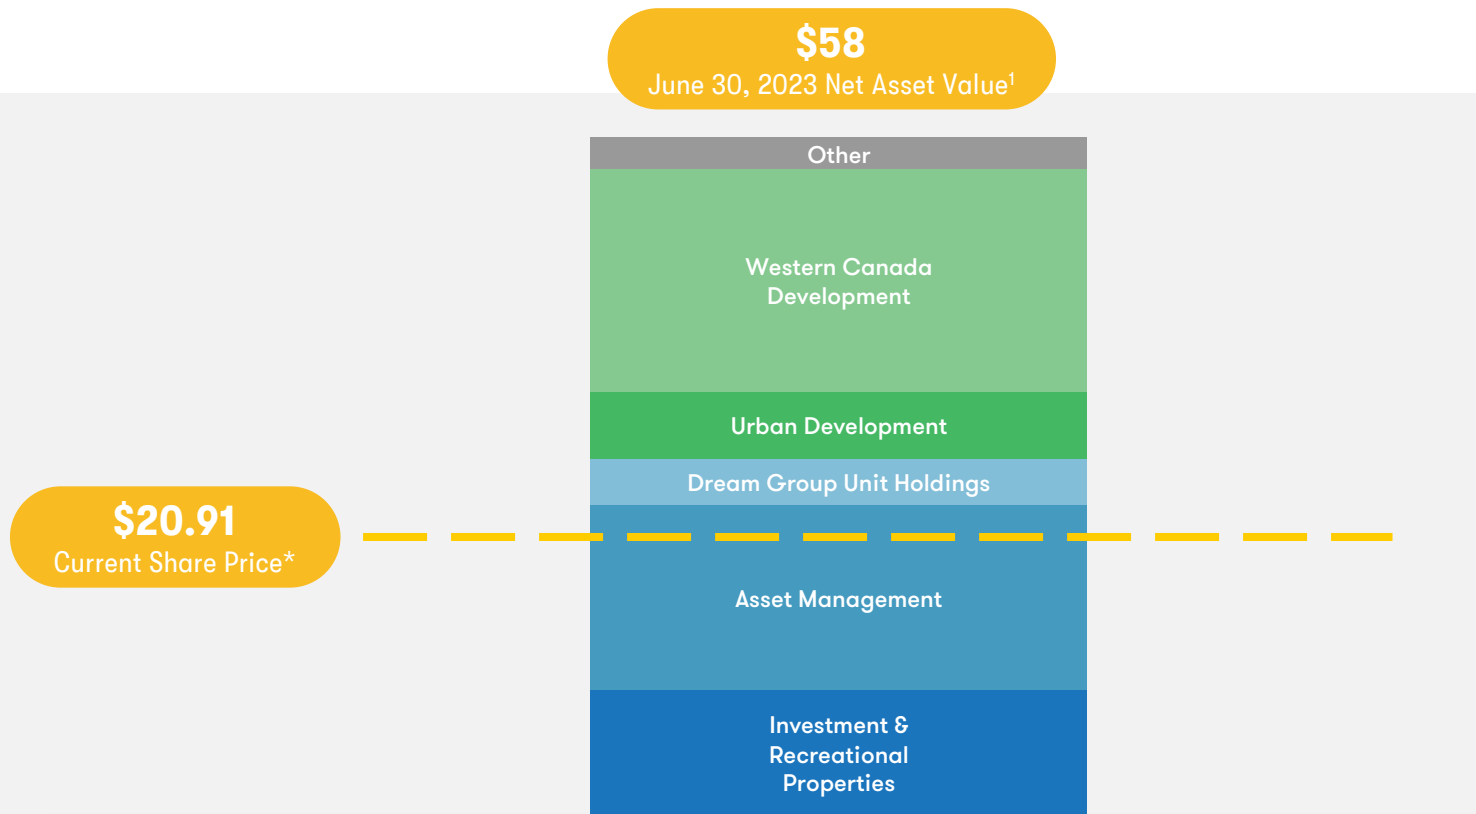 $58
June 30, 2023 Net Asset Value¹
Other
Western Canada
Development
Urban Development
Dream Group Unit Holdings
$20.91
Current Share Price*
Asset Management
Investment &
Recreational
Properties